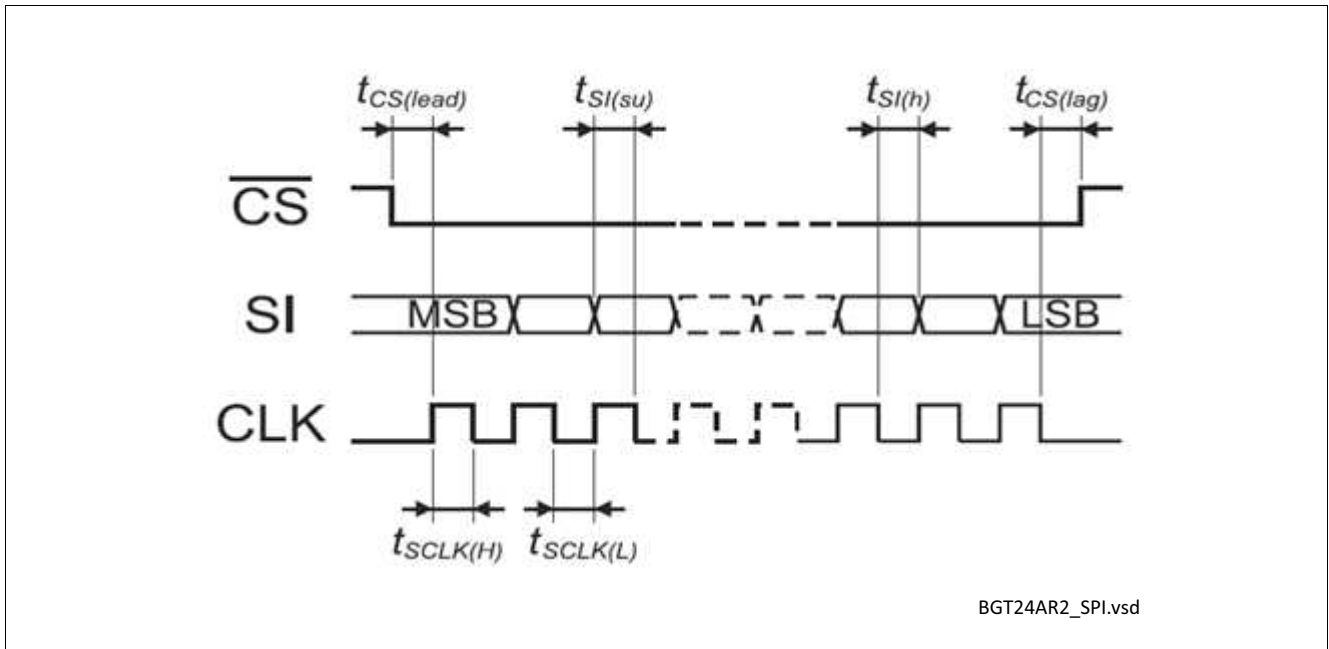 tCS(lead) tSI(su) tSI(h) tCS(lag)
CS
SI MSB LSB
CLK
tSCLK(H) tSCLK(L)
BGT24AR2_SPI.vsd